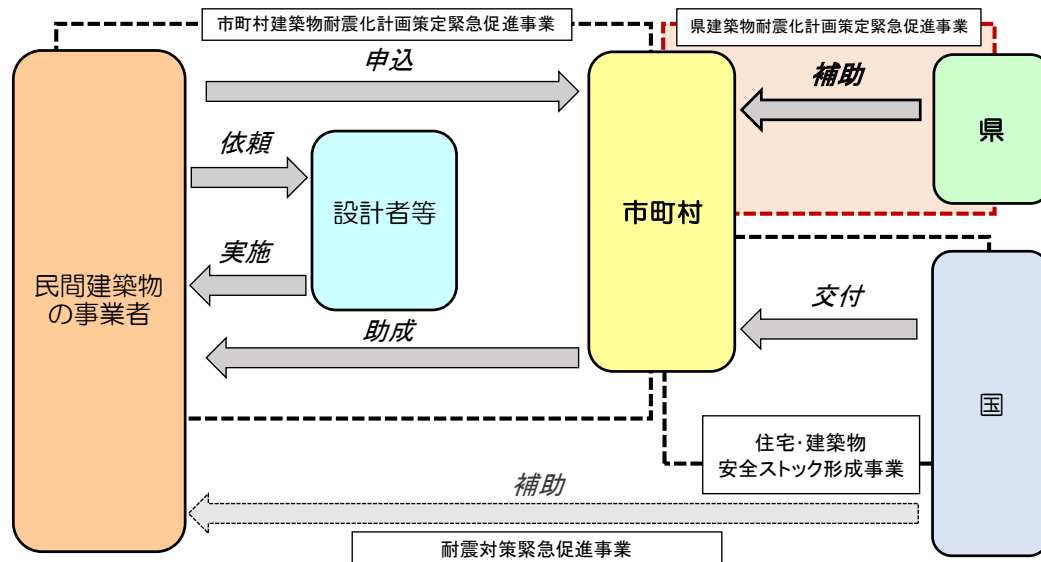 市町村建築物耐震化計画策定緊急促進事業
県建築物耐震化計画策定緊急促進事業
申込
補助
県
依頼
設計者等
市町村
実施
民間建築物
の事業者
交付
助成
国
住宅・建築物
安全ストック形成事業
補助
耐震対策緊急促進事業